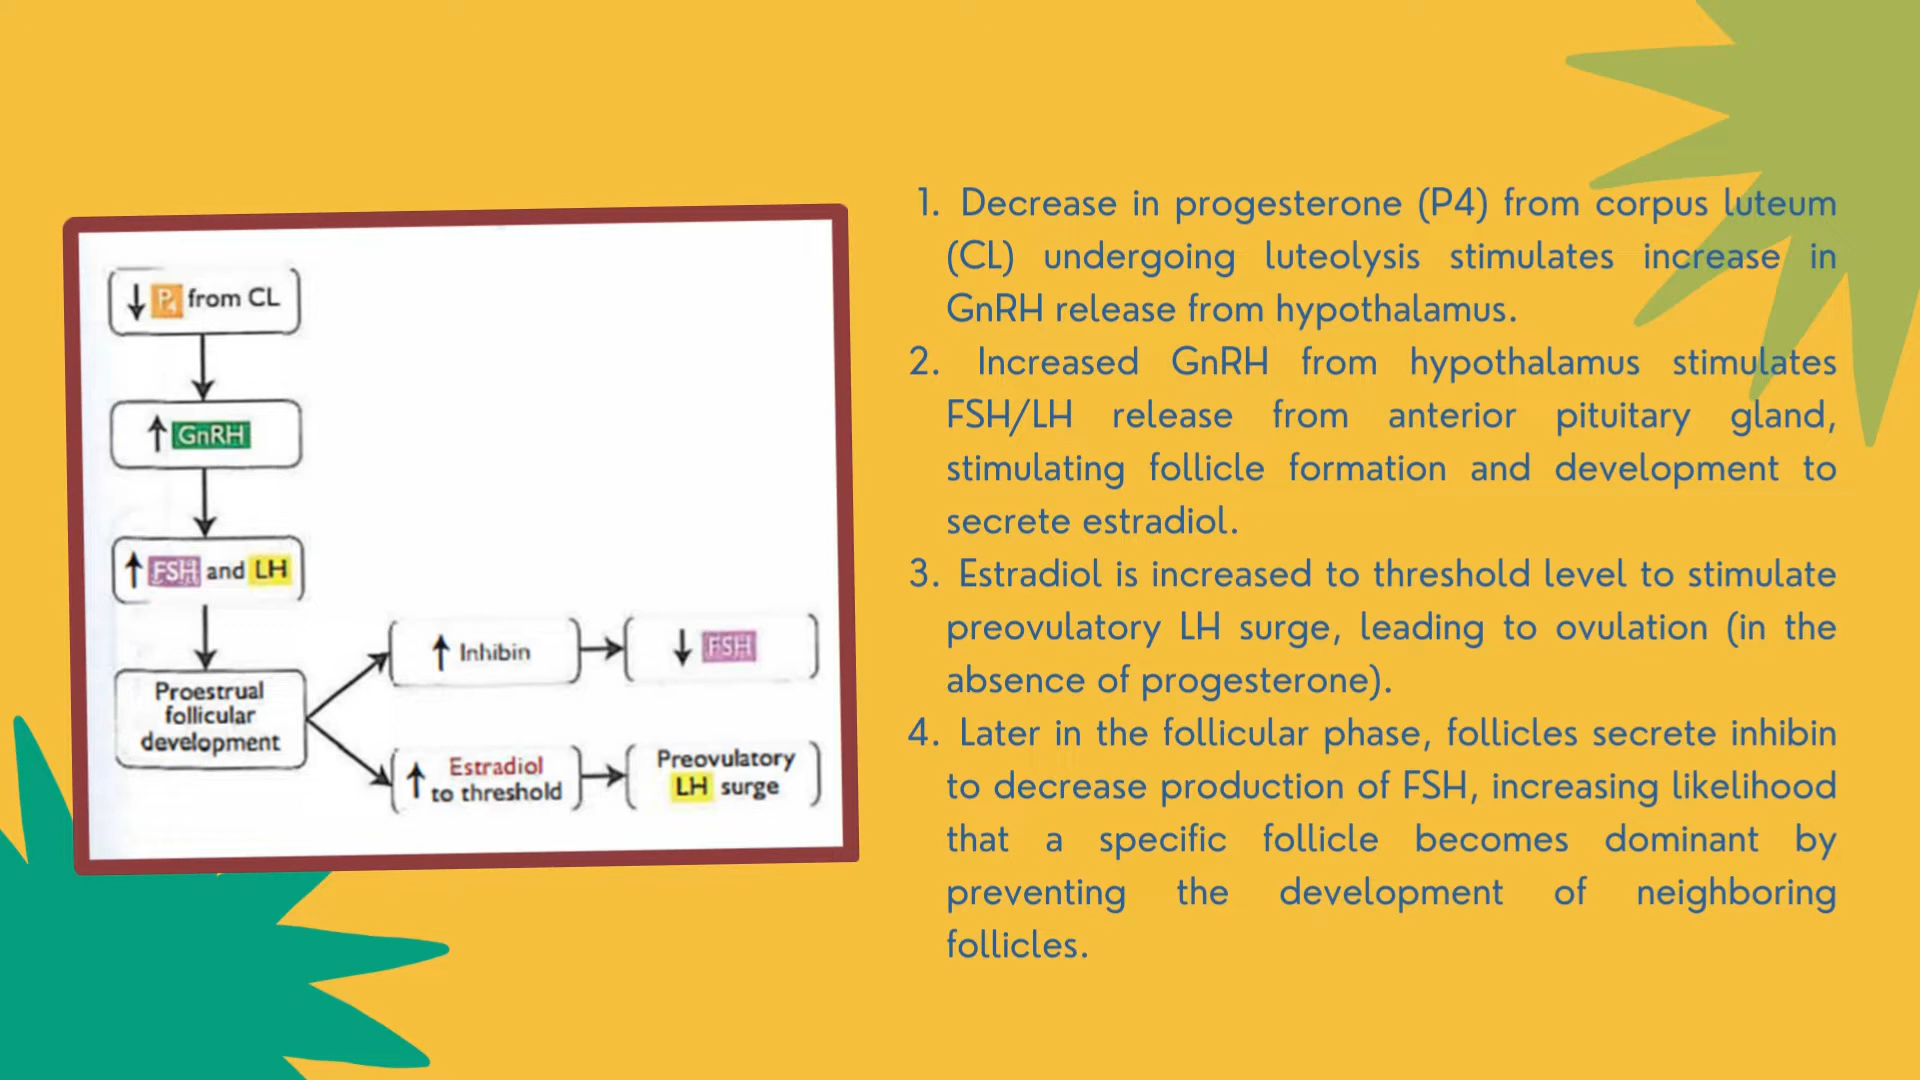 ↓ P4 from CL
↑ GnRH
↑ FSH and LH
Proestrual
follicular
development
↑ Inhibin
↓ FSH
↑ Estradiol
to threshold
Preovulatory
LH surge
1. Decrease in progesterone (P4) from corpus luteum
(CL) undergoing luteolysis stimulates increase in
GnRH release from hypothalamus.
2. Increased GnRH from hypothalamus stimulates
FSH/LH release from anterior pituitary gland,
stimulating follicle formation and development to
secrete estradiol.
3. Estradiol is increased to threshold level to stimulate
preovulatory LH surge, leading to ovulation (in the
absence of progesterone).
4. Later in the follicular phase, follicles secrete inhibin
to decrease production of FSH, increasing likelihood
that a specific follicle becomes dominant by
preventing the development of neighboring
follicles.